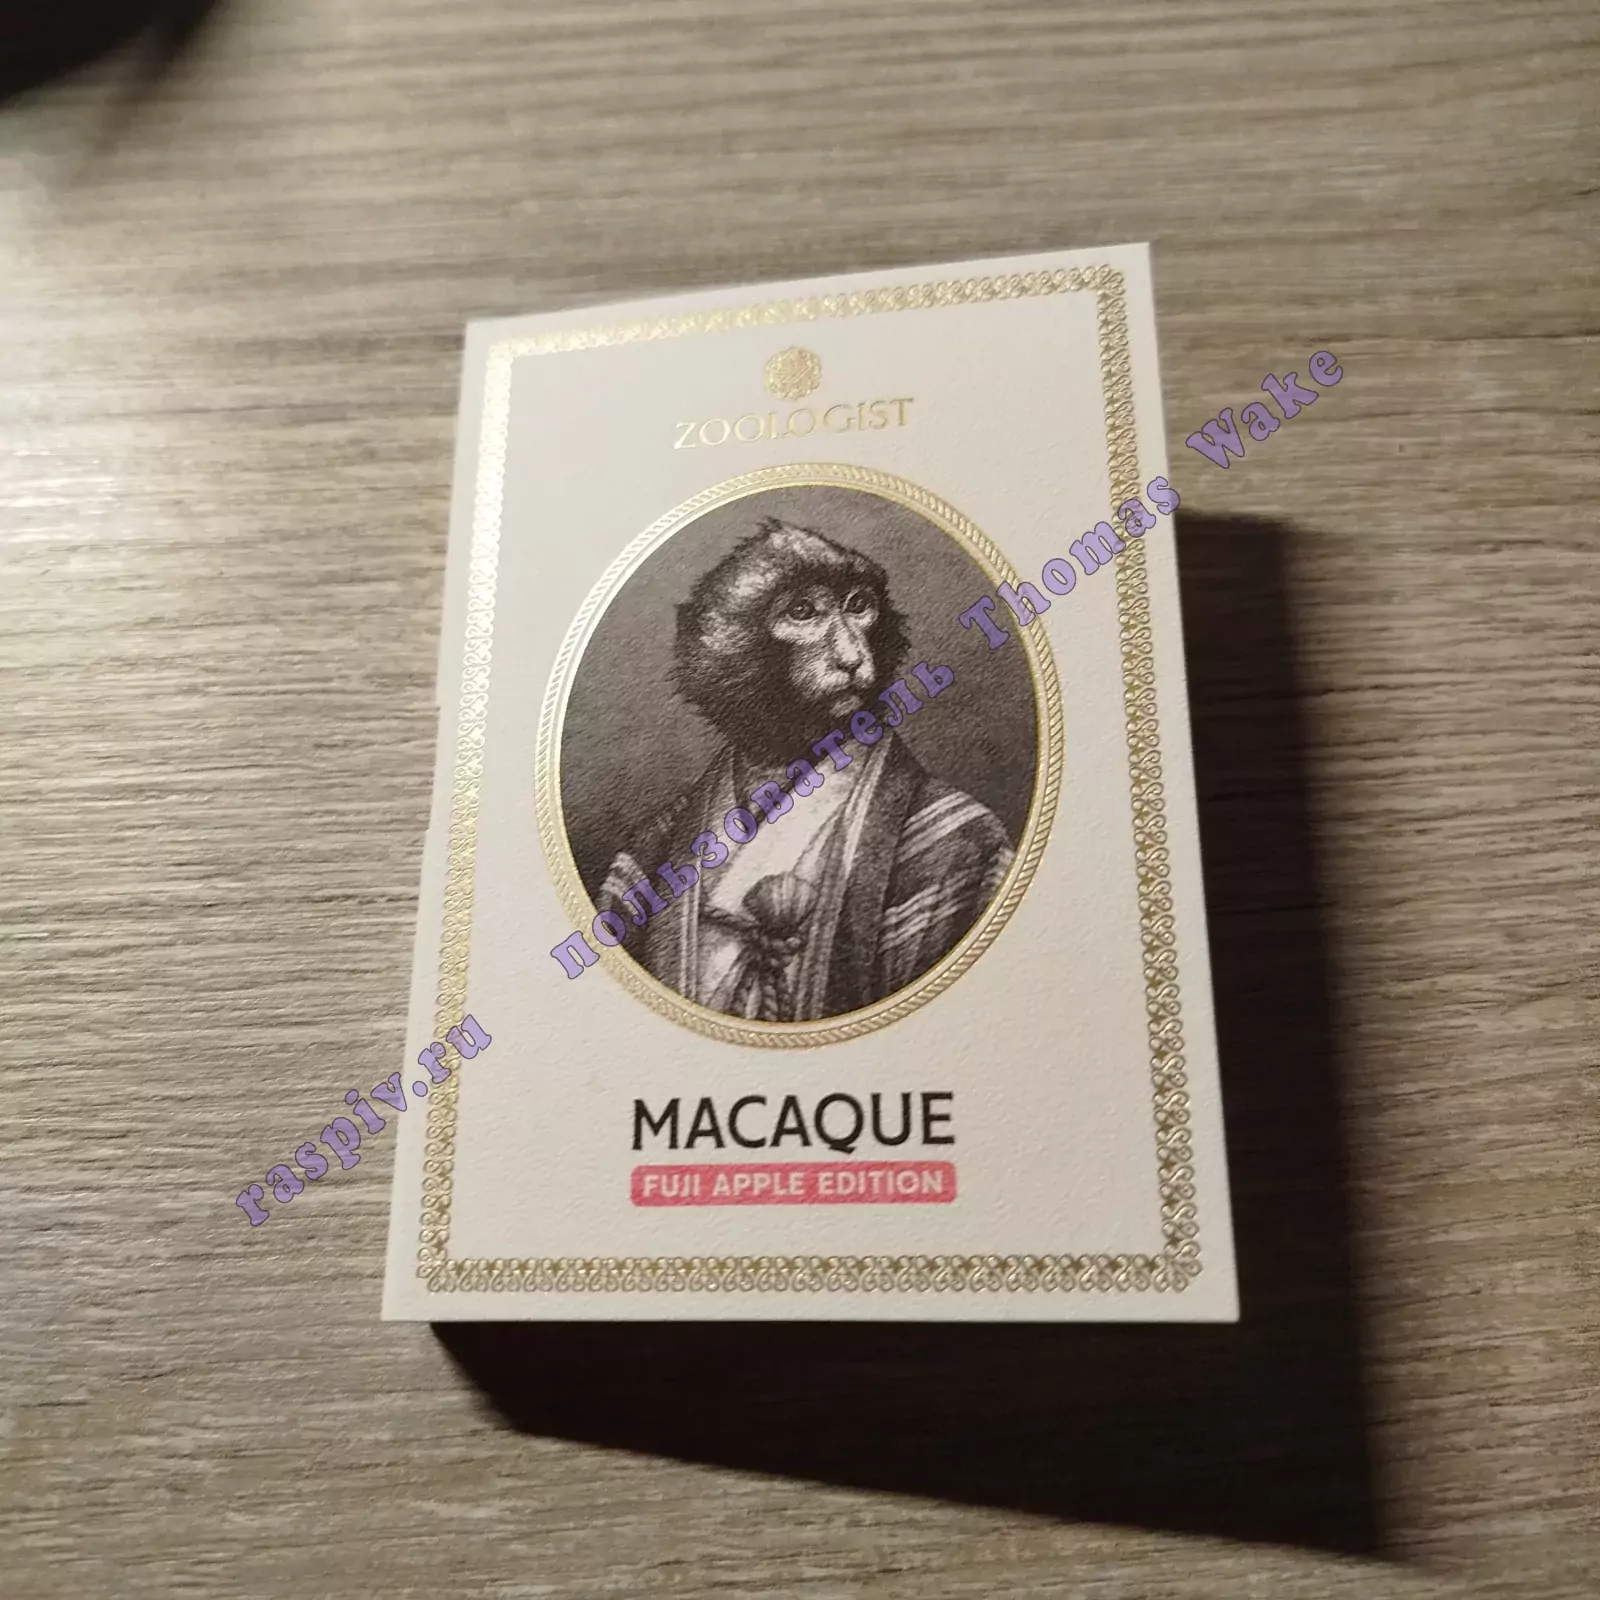 ZOOLOGIST
MACAQUE
FUJI APPLE EDITION
raspiv.ru пользователь Thomas Wake